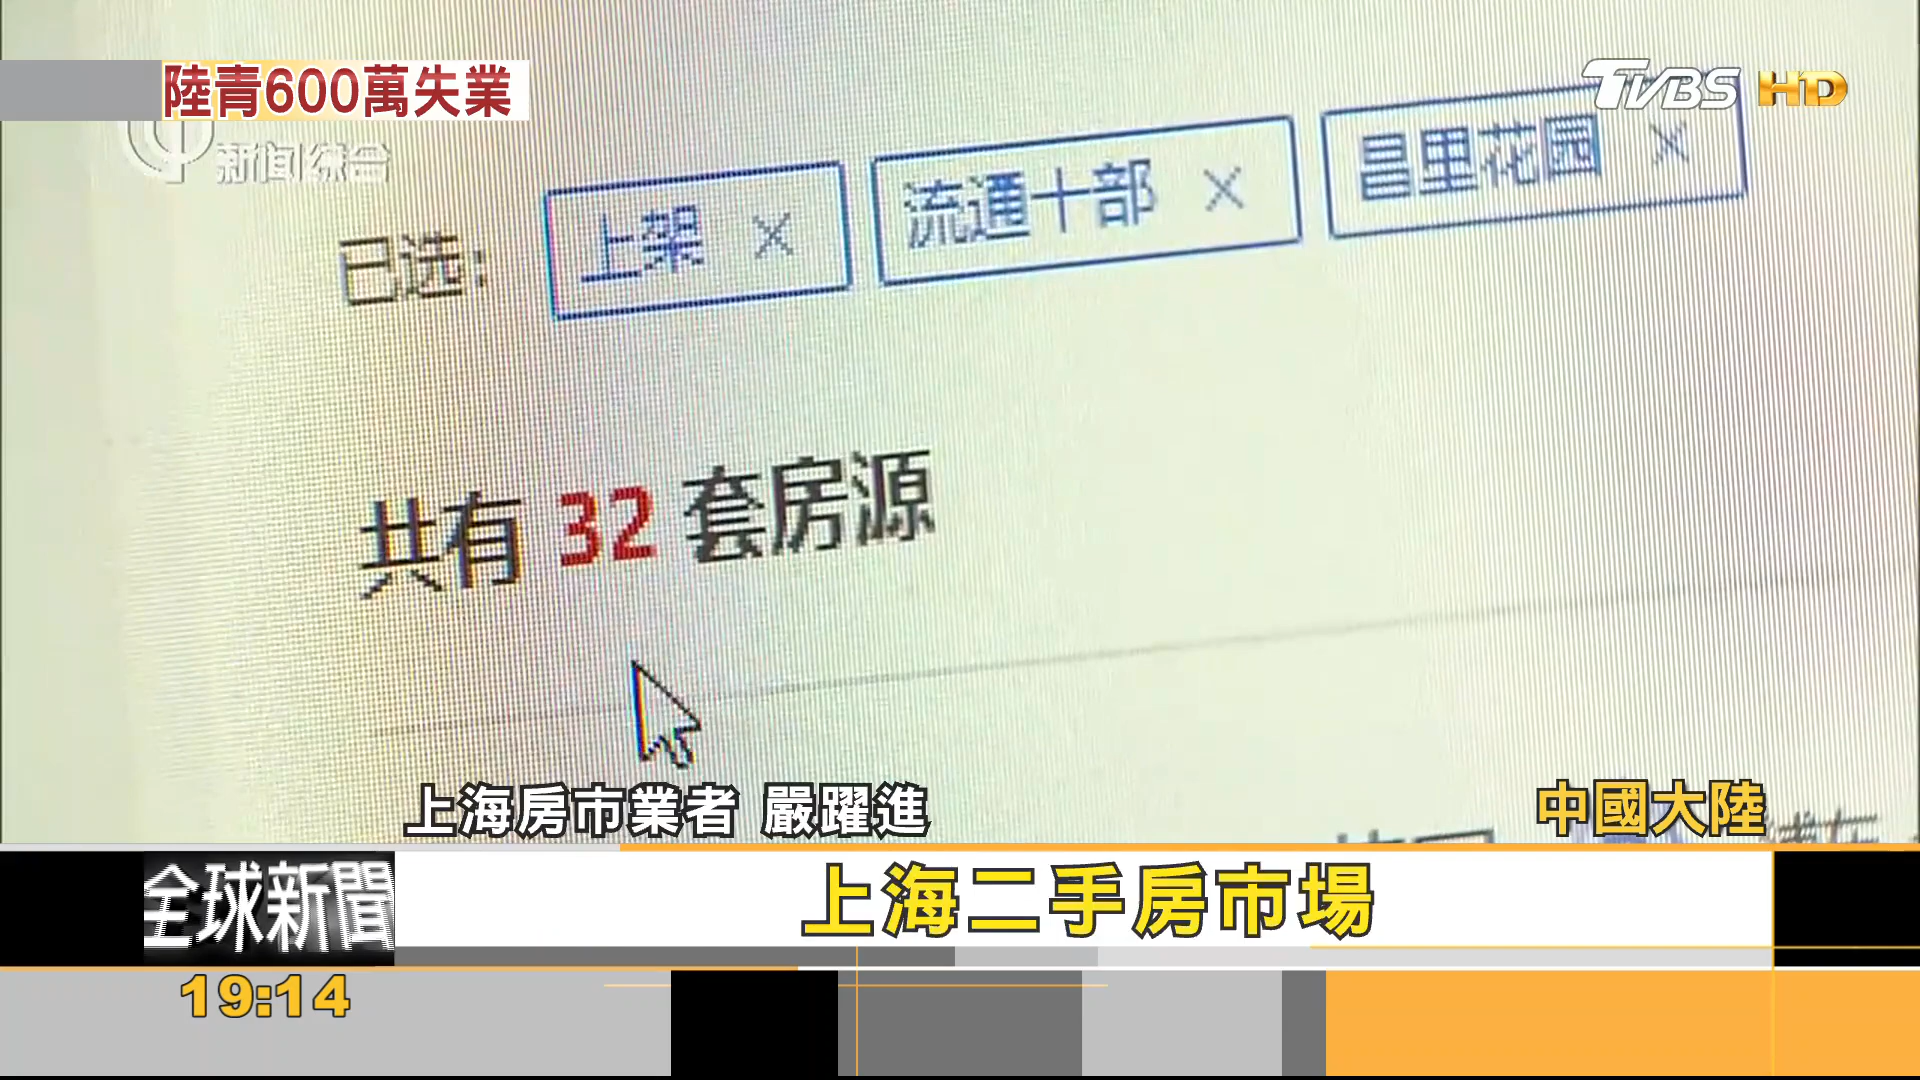 陸青600萬失業
TVBS HD
新闻综合
已选: 上架 × 流通十部 × 昌里花园 ×
共有 32 套房源
上海房市業者 嚴躍進
中國大陸
全球新聞
上海二手房市場
19:14